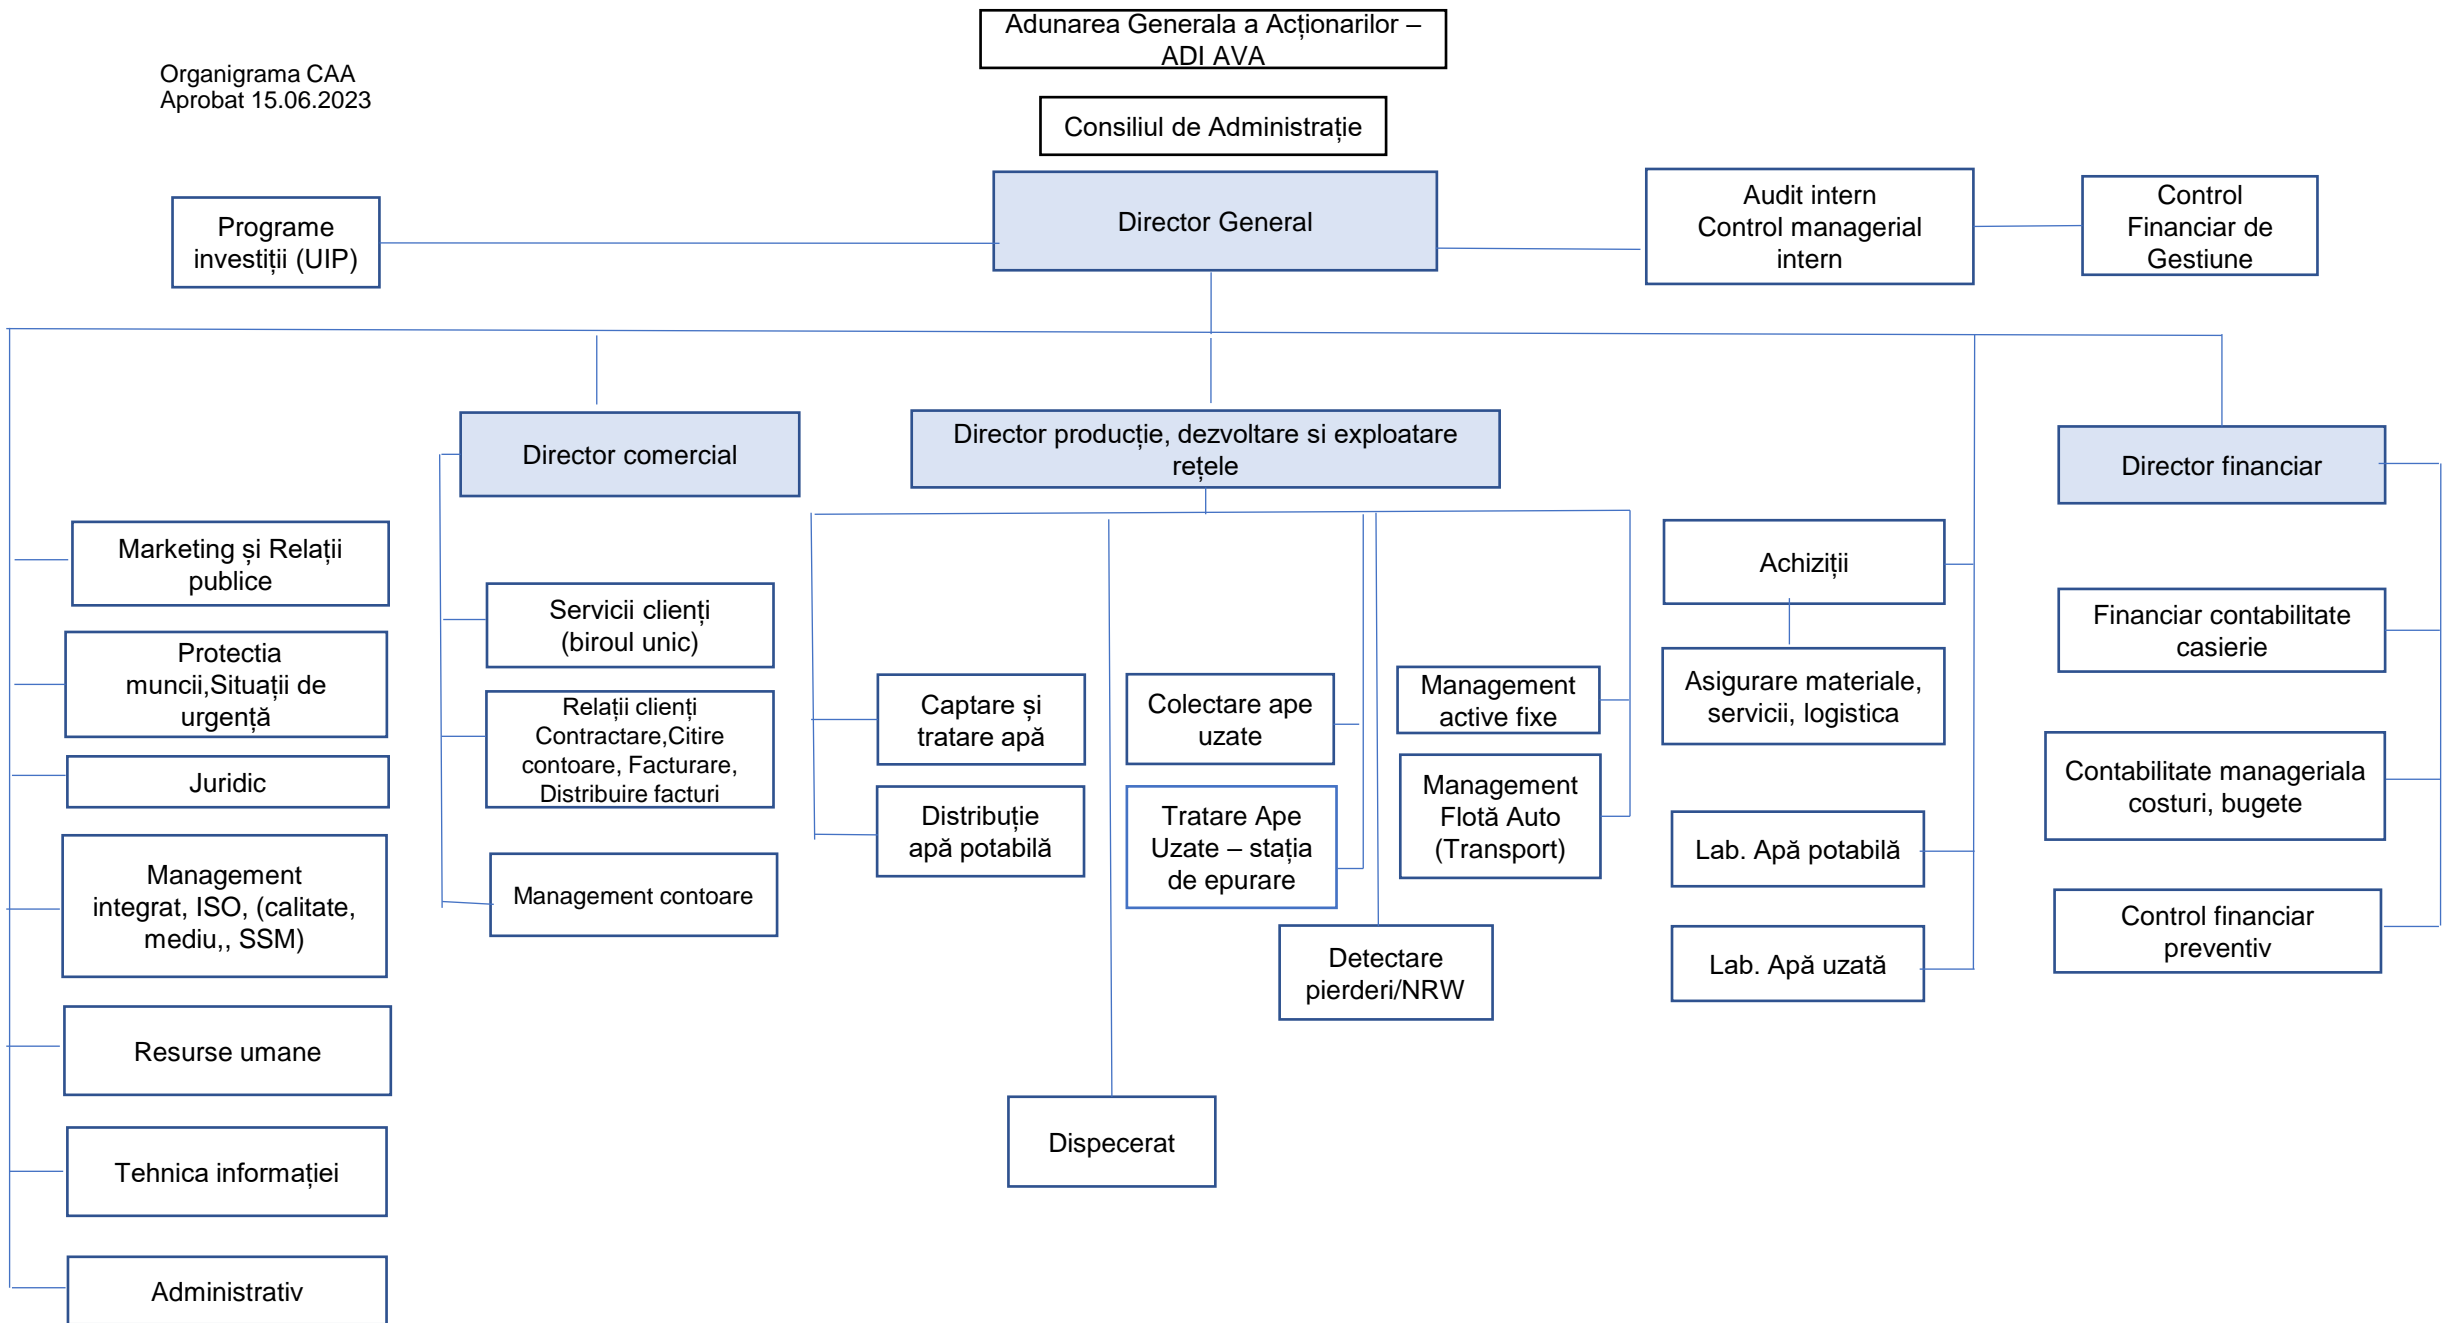 Adunarea Generala a Acționarilor –
ADI AVA
Organigrama CAA
Aprobat 15.06.2023
Consiliul de Administrație
Programe
investiții (UIP)
Director General
Audit intern
Control managerial
intern
Control
Financiar de
Gestiune
Director comercial
Director producție, dezvoltare si exploatare
rețele
Director financiar
Marketing și Relații
publice
Protectia
muncii,Situații de
urgență
Juridic
Management
integrat, ISO, (calitate,
mediu,, SSM)
Resurse umane
Tehnica informației
Administrativ
Servicii clienți
(biroul unic)
Relații clienți
Contractare,Citire
contoare, Facturare,
Distribuire facturi
Management contoare
Captare și
tratare apă
Distribuție
apă potabilă
Colectare ape
uzate
Tratare Ape
Uzate – stația
de epurare
Detectare
pierderi/NRW
Dispecerat
Management
active fixe
Management
Flotă Auto
(Transport)
Achiziții
Asigurare materiale,
servicii, logistica
Lab. Apă potabilă
Lab. Apă uzată
Financiar contabilitate
casierie
Contabilitate manageriala
costuri, bugete
Control financiar
preventiv